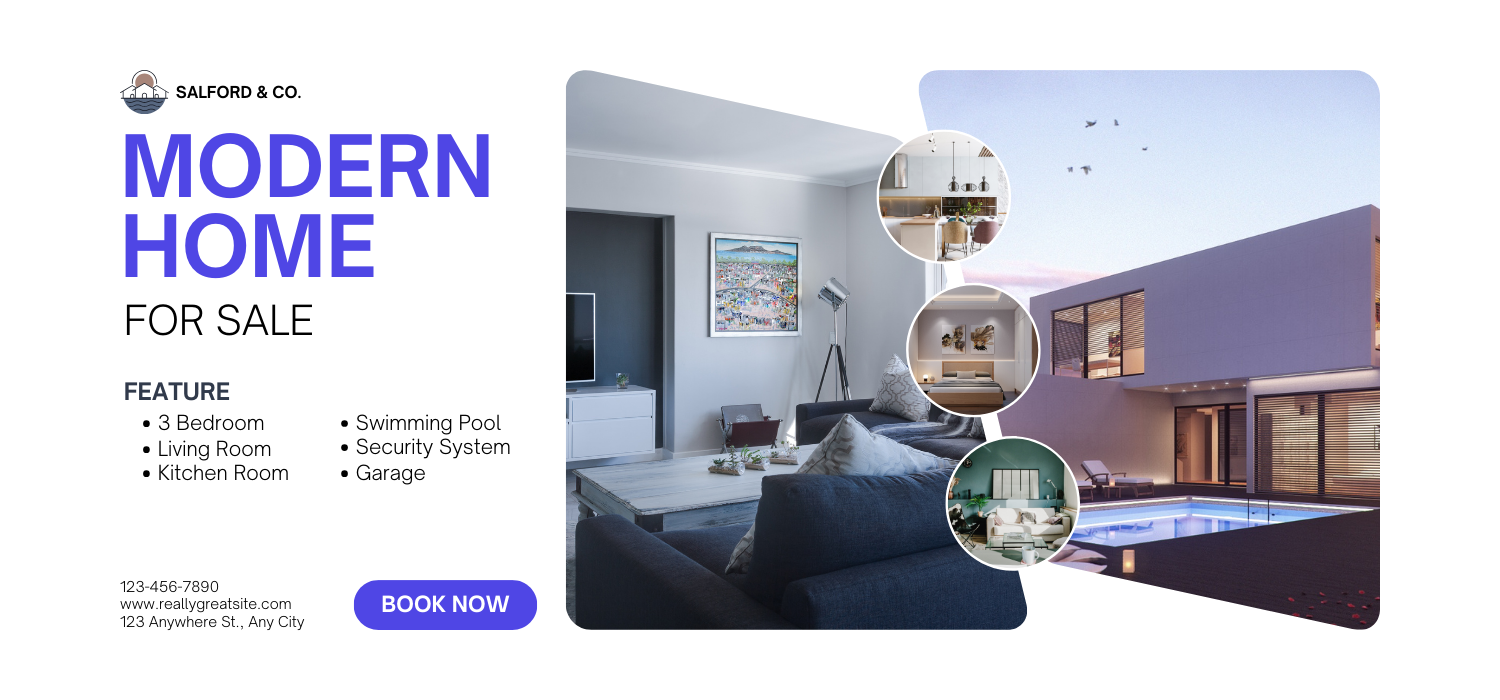 SALFORD & CO.
MODERN
HOME
FOR SALE
FEATURE
• 3 Bedroom
• Living Room
• Kitchen Room
• Swimming Pool
• Security System
• Garage
123-456-7890
www.reallygreatsite.com
123 Anywhere St., Any City
BOOK NOW